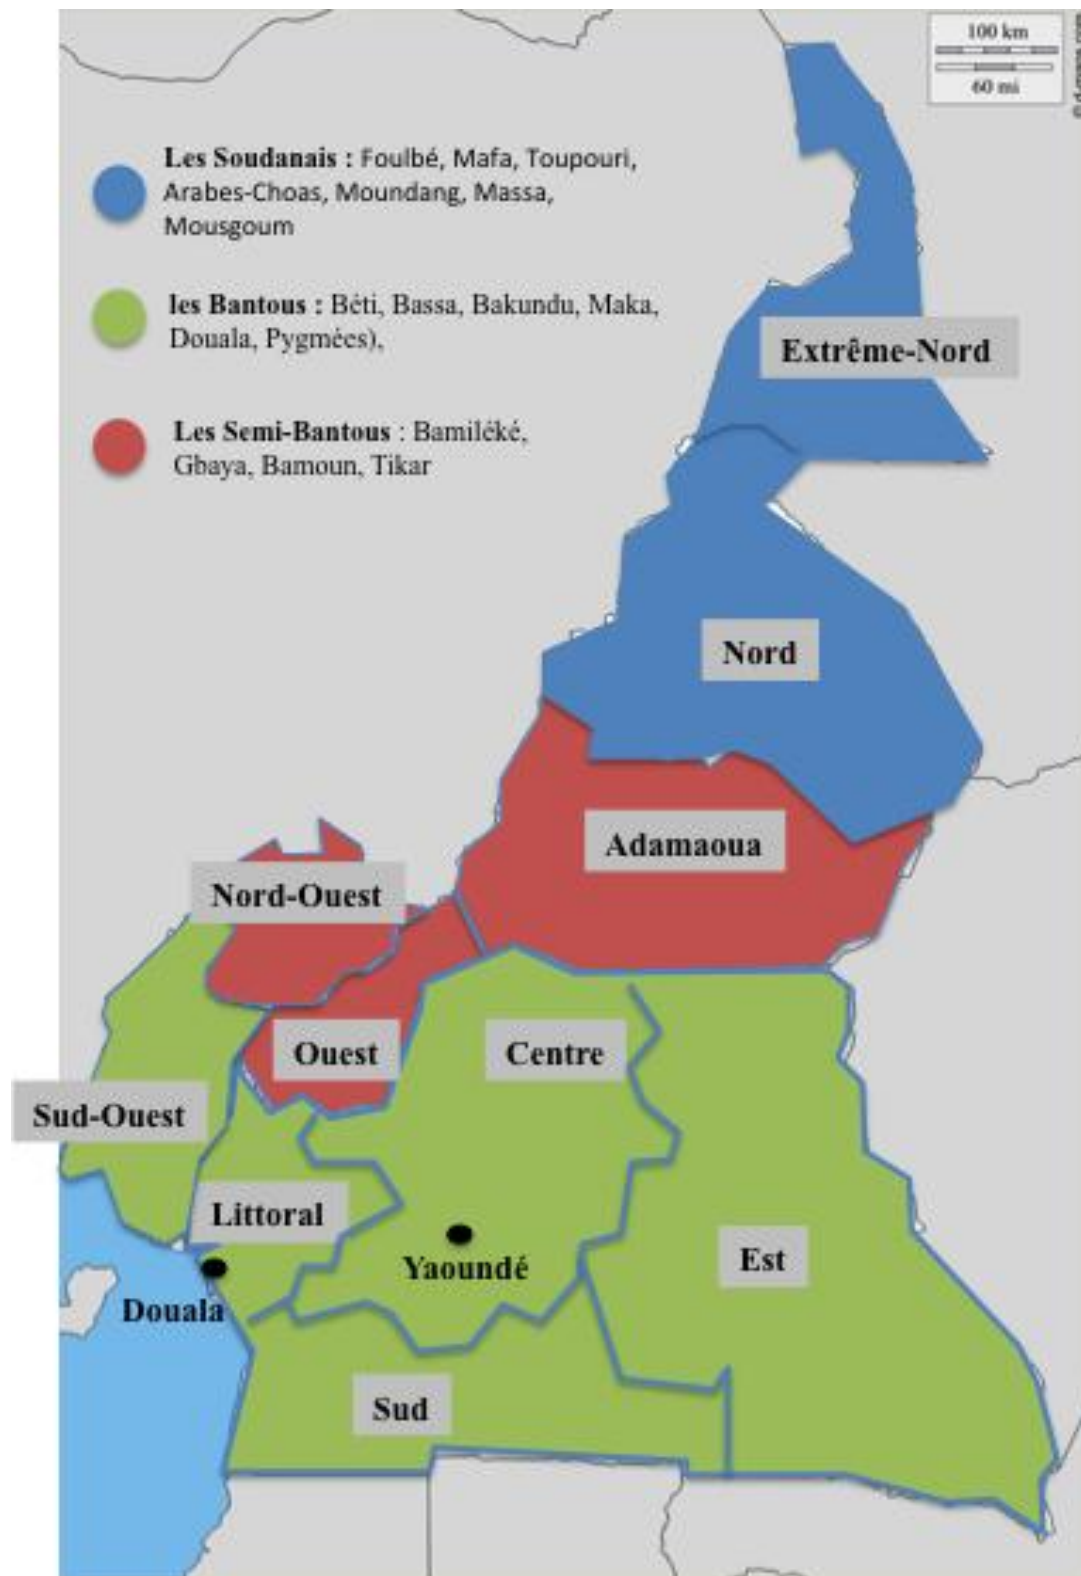 100 km
60 mi
Les Soudanais : Foulbé, Mafa, Toupouri,
Arabes-Choas, Moundang, Massa,
Mousgoum
les Bantous : Béti, Bassa, Bakundu, Maka,
Douala, Pygmées),
Les Semi-Bantous : Bamiléké,
Gbaya, Bamoun, Tikar
Extrême-Nord
Nord
Adamaoua
Nord-Ouest
Ouest
Centre
Sud-Ouest
Littoral
Est
Yaoundé
Douala
Sud